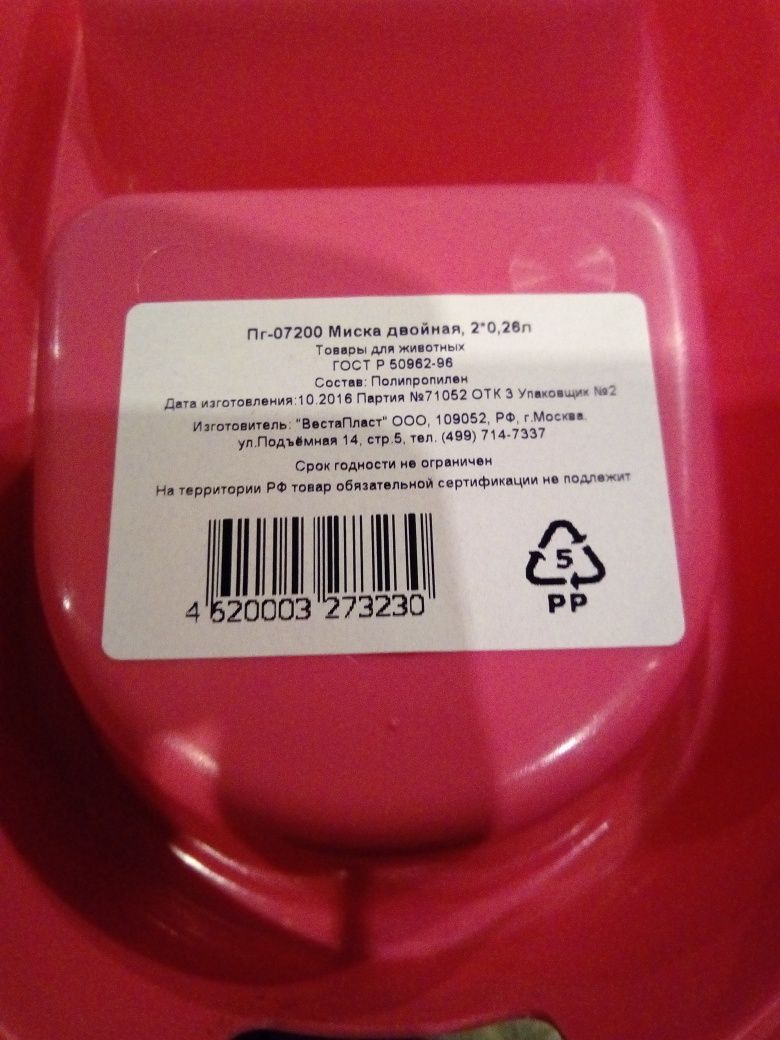 Пг-07200 Миска двойная, 2*0,26л
Товары для животных
ГОСТ Р 50962-96
Состав: Полипропилен
Дата изготовления:10.2016 Партия №71052 ОТК 3 Упаковщик №2
Изготовитель: "ВестаПласт" ООО, 109052, РФ, г.Москва.
ул.Подъёмная 14, стр.5, тел. (499) 714-7337
Срок годности не ограничен
На территории РФ товар обязательной сертификации не подлежит
4 620003 273230
5
PP